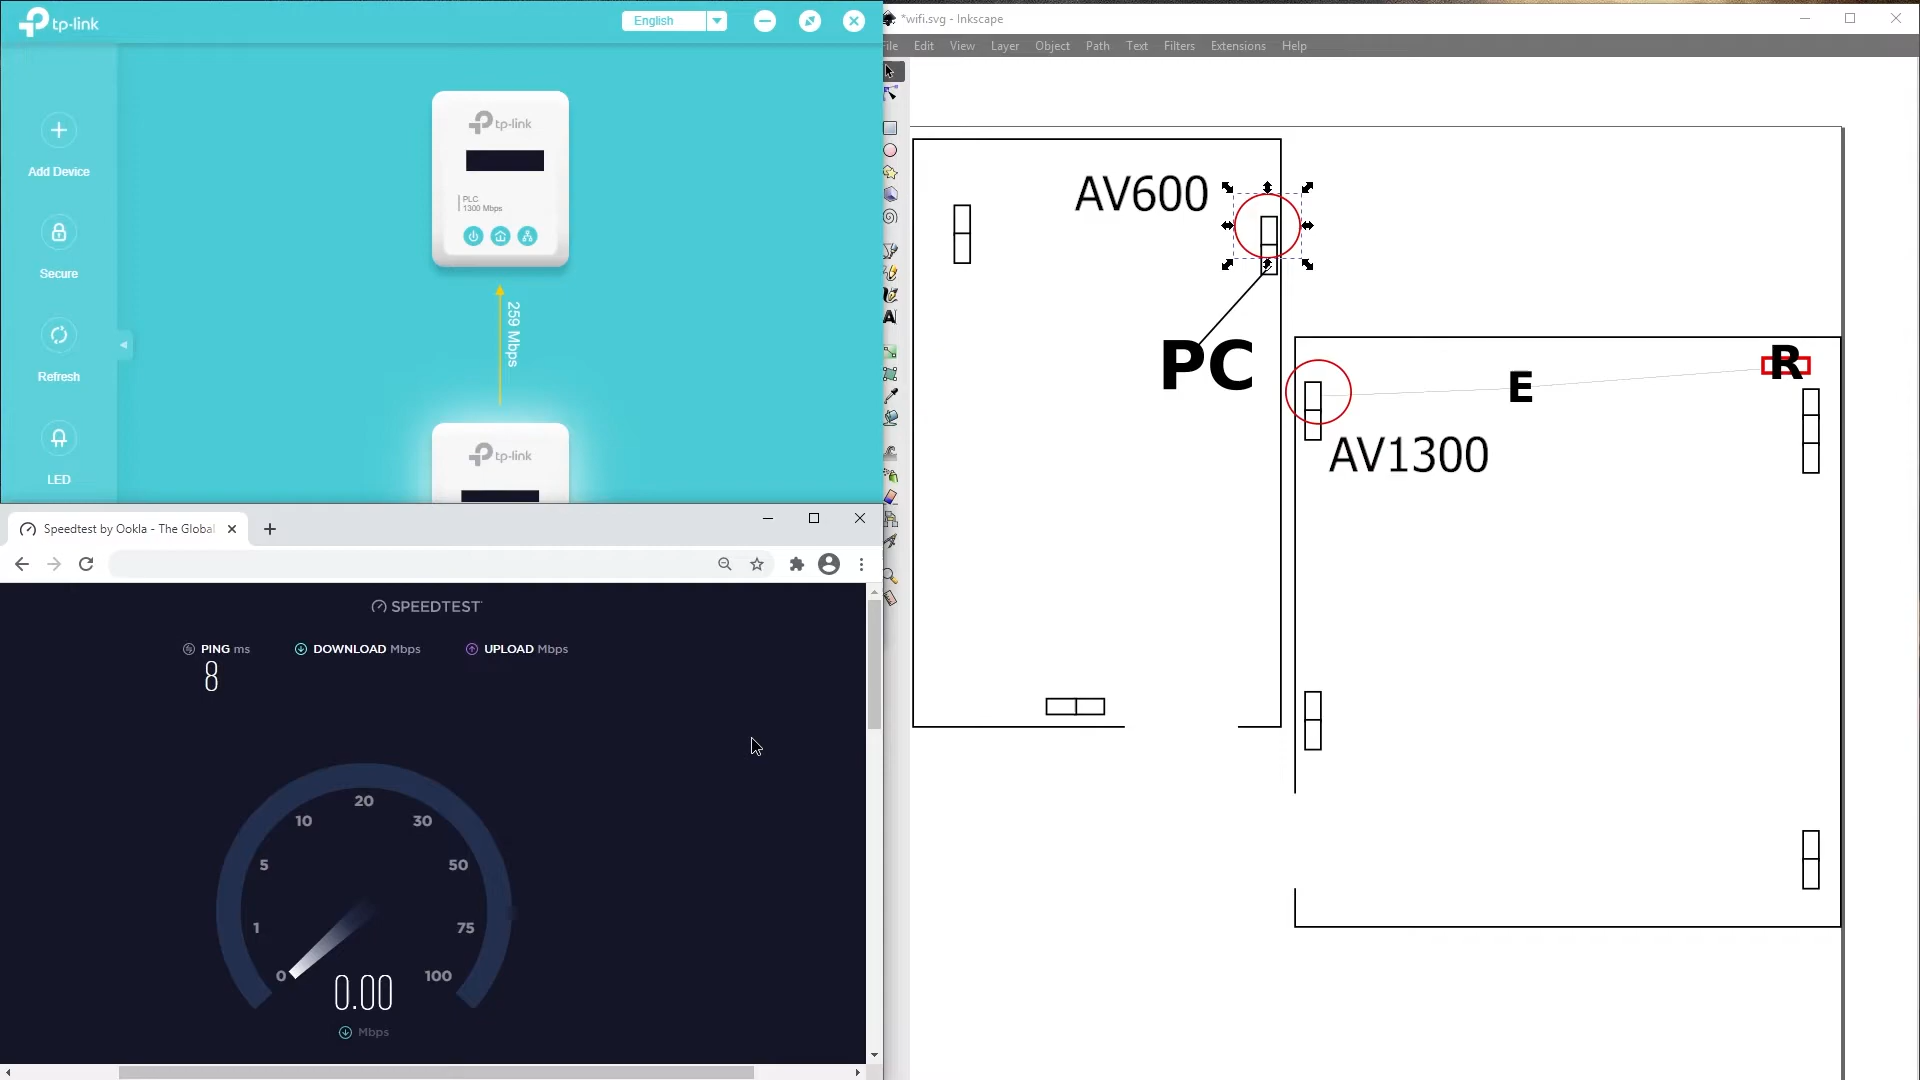 tp-link
English
Add Device
Secure
Refresh
LED
tp-link
PLC
1300 Mbps
259 Mbps
tp-link
*wifi.svg - Inkscape
Edit View Layer Object Path Text Filters Extensions Help
AV600
PC
E
R
AV1300
Speedtest by Ookla - The Global
SPEEDTEST
PING ms
DOWNLOAD Mbps
UPLOAD Mbps
8
0
1
5
10
20
30
50
75
100
0.00
Mbps